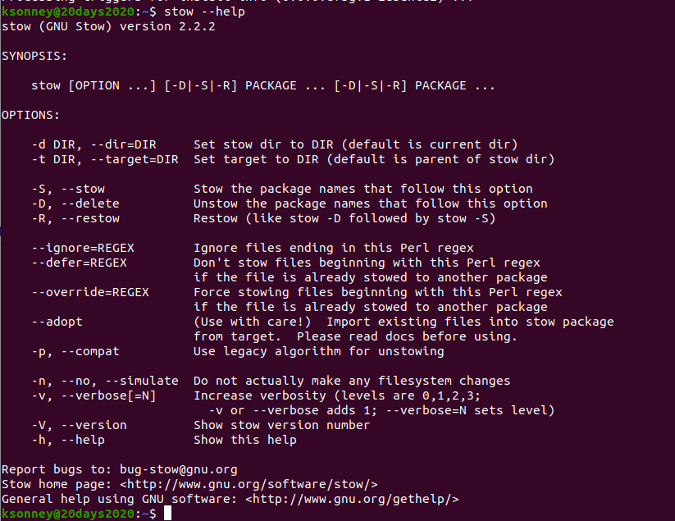 ksonney@20days2020:~$ stow --help
stow (GNU Stow) version 2.2.2

SYNOPSIS:

    stow [OPTION ...] [-D|-S|-R] PACKAGE ... [-D|-S|-R] PACKAGE ...

OPTIONS:

    -d DIR, --dir=DIR     Set stow dir to DIR (default is current dir)
    -t DIR, --target=DIR  Set target to DIR (default is parent of stow dir)

    -S, --stow            Stow the package names that follow this option
    -D, --delete          Unstow the package names that follow this option
    -R, --restow          Restow (like stow -D followed by stow -S)

    --ignore=REGEX        Ignore files ending in this Perl regex
    --defer=REGEX         Don't stow files beginning with this Perl regex
                          if the file is already stowed to another package
    --override=REGEX      Force stowing files beginning with this Perl regex
                          if the file is already stowed to another package
    --adopt               (Use with care!)  Import existing files into stow package
                          from target.  Please read docs before using.
    -p, --compat          Use legacy algorithm for unstowing

    -n, --no, --simulate  Do not actually make any filesystem changes
    -v, --verbose[=N]     Increase verbosity (levels are 0,1,2,3;
                            -v or --verbose adds 1; --verbose=N sets level)
    -V, --version         Show stow version number
    -h, --help            Show this help

Report bugs to: bug-stow@gnu.org
Stow home page: <http://www.gnu.org/software/stow/>
General help using GNU software: <http://www.gnu.org/gethelp/>
ksonney@20days2020:~$